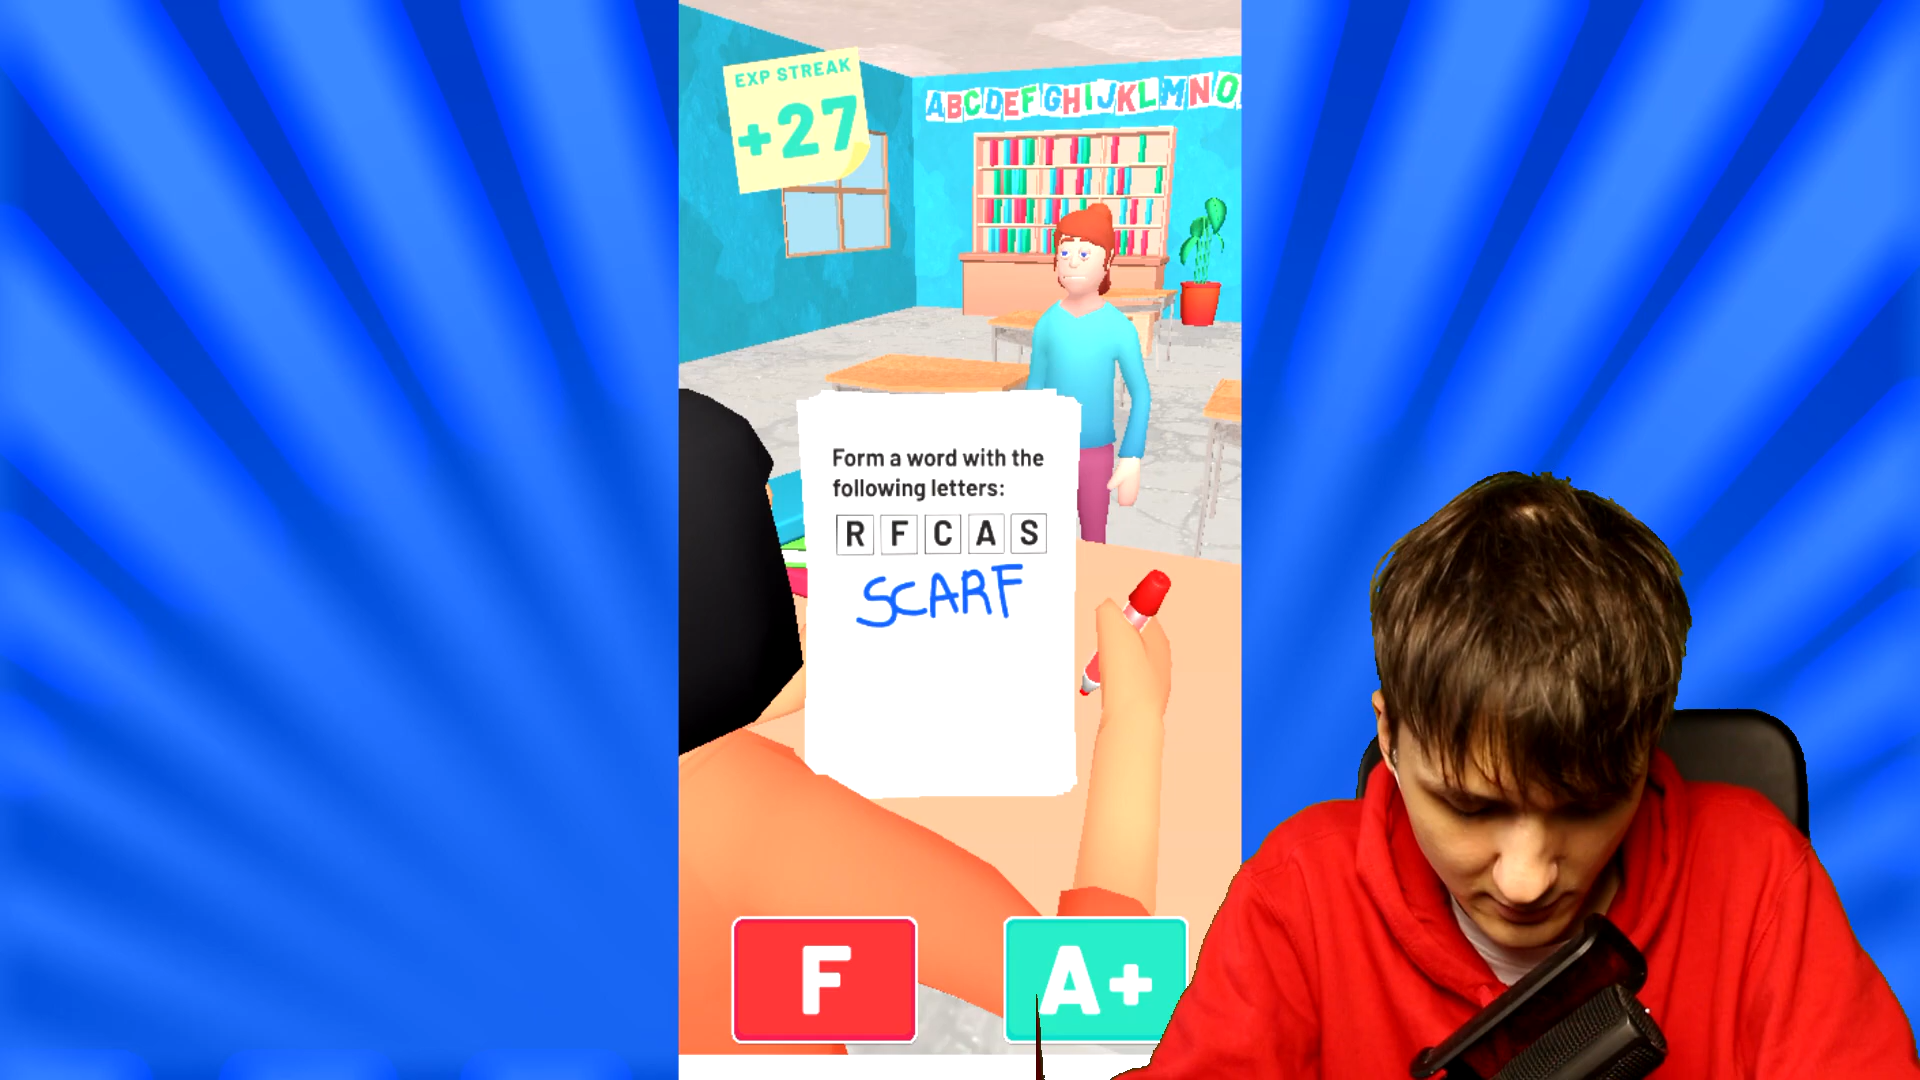 EXP STREAK
+27
ABCDEFGHIJKLMNO
Form a word with the
following letters:
R F C A S
SCARF
F
A+